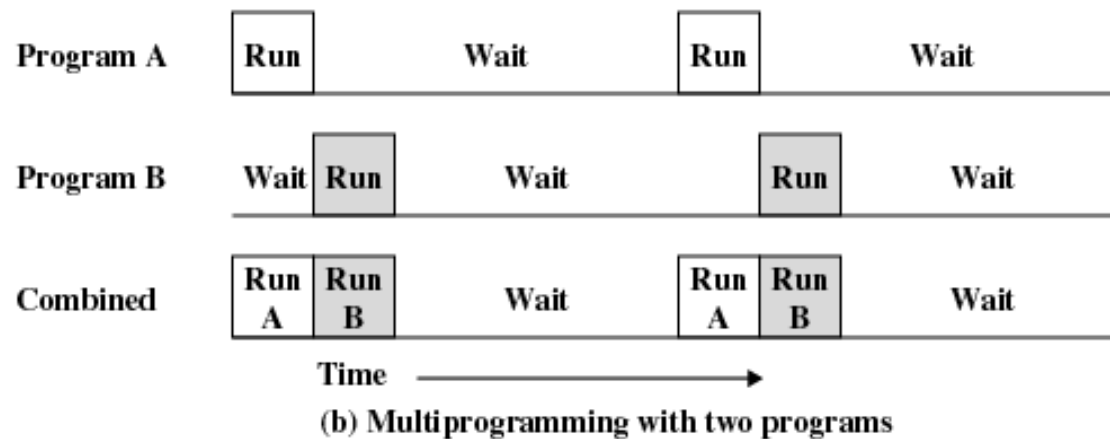 Program A Run Wait Run Wait
Program B Wait Run Wait Run Wait
Run Run Run Run
Combined Wait Wait
A B A B
Time
(b) Multiprogramming with two programs